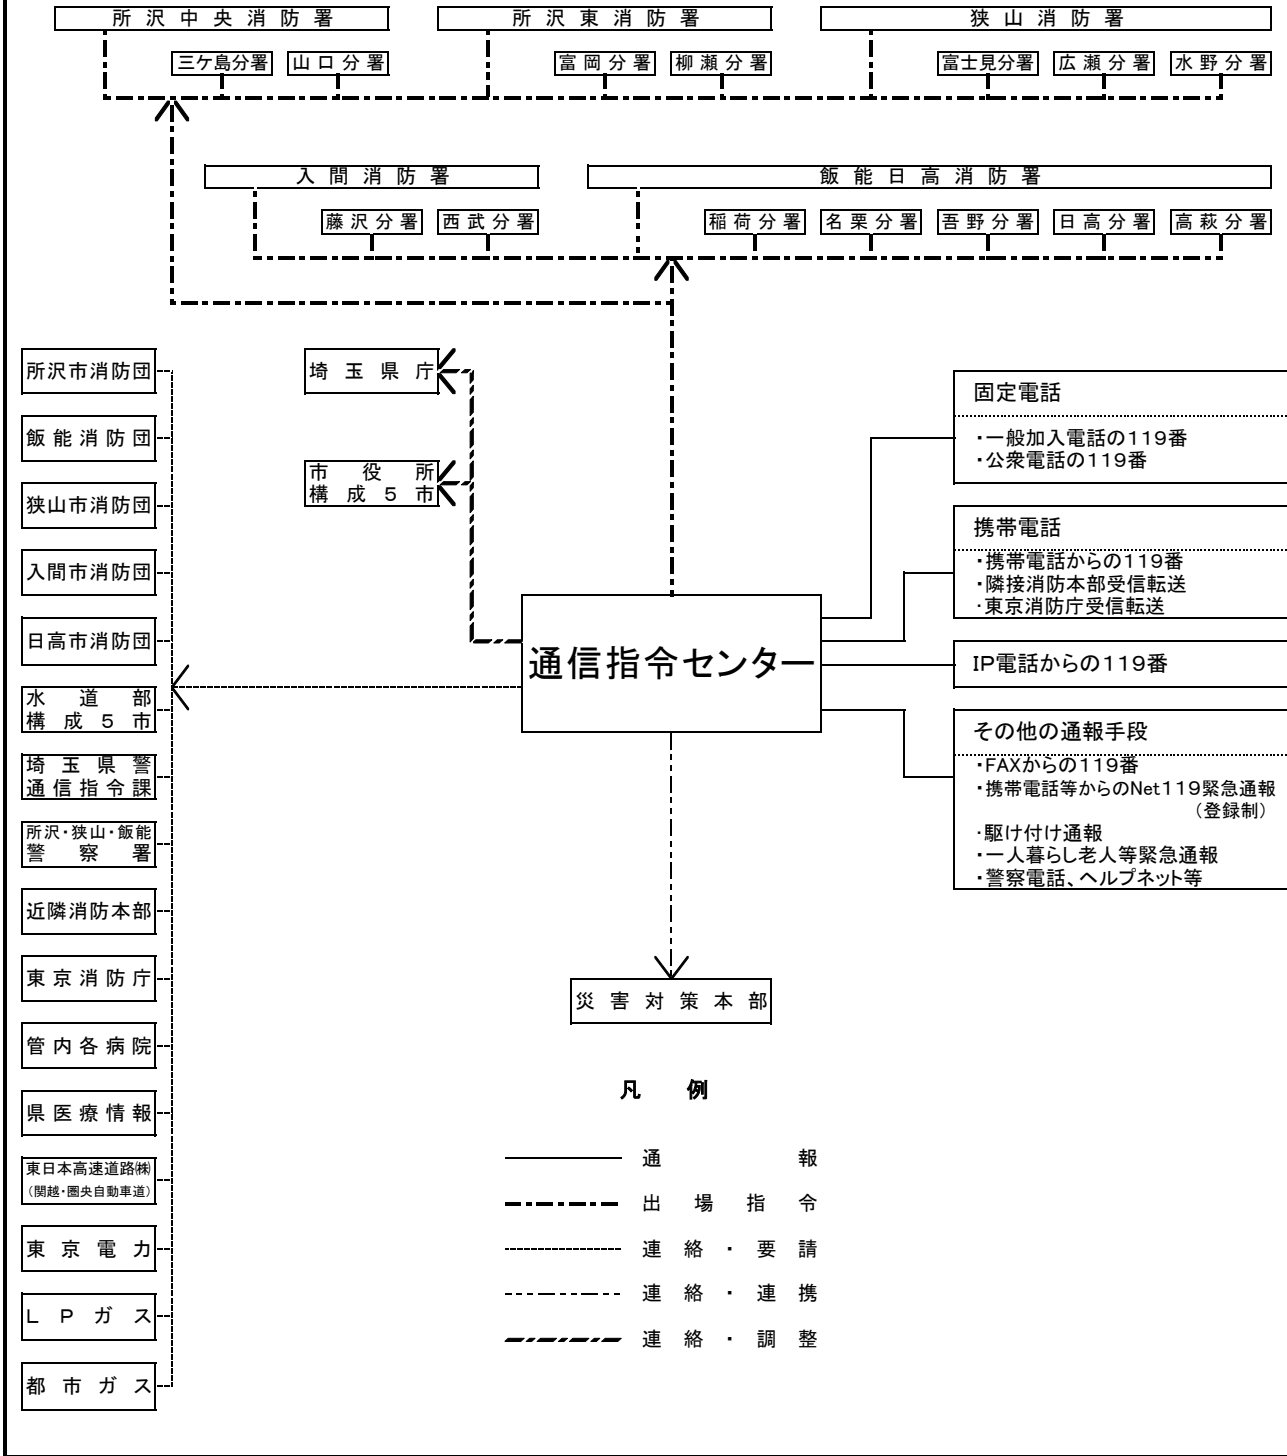 所沢中央消防署
所沢東消防署
狭山消防署
三ケ島分署
山口分署
富岡分署
柳瀬分署
富士見分署
広瀬分署
水野分署
入間消防署
飯能日高消防署
藤沢分署
西武分署
稲荷分署
名栗分署
吾野分署
日高分署
高萩分署
所沢市消防団
飯能消防団
狭山市消防団
入間市消防団
日高市消防団
水道部
構成5市
埼玉県警
通信指令課
所沢・狭山・飯能
警察署
近隣消防本部
東京消防庁
管内各病院
県医療情報
東日本高速道路㈱
(関越・圏央自動車道)
東京電力
LPガス
都市ガス
埼玉県庁
市役所
構成5市
通信指令センター
災害対策本部
固定電話
・一般加入電話の119番
・公衆電話の119番
携帯電話
・携帯電話からの119番
・隣接消防本部受信転送
・東京消防庁受信転送
IP電話からの119番
その他の通報手段
・FAXからの119番
・携帯電話等からのNet119緊急通報
(登録制)
・駆け付け通報
・一人暮らし老人等緊急通報
・警察電話、ヘルプネット等
凡例
通報
出場指令
連絡・要請
連絡・連携
連絡・調整